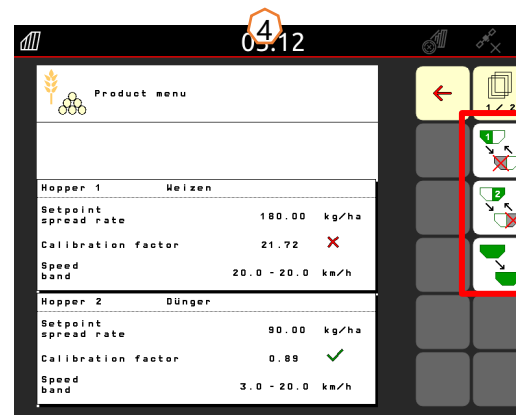 4
05:12
Product menu
1 / 2
1
Hopper 1 Weizen
Setpoint
spread rate 180.00 kg/ha
Calibration factor 21.72
Speed
band 20.0 - 20.0 km/h
2
Hopper 2 Dünger
Setpoint
spread rate 90.00 kg/ha
Calibration factor 0.89
Speed
band 3.0 - 20.0 km/h